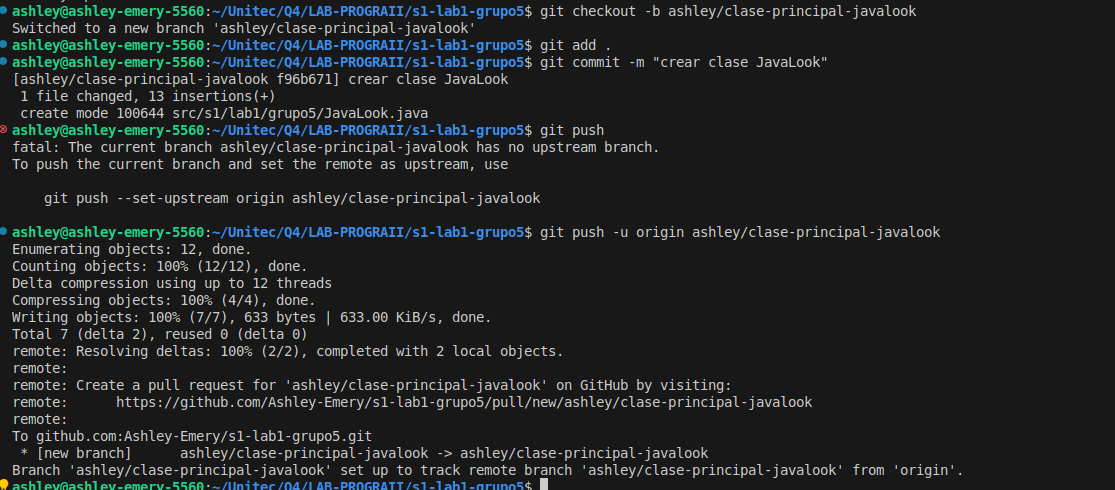 ashley@ashley-emery-5560:~/Unitec/Q4/LAB-PROGRAII/s1-lab1-grupo5$ git checkout -b ashley/clase-principal-javalook
Switched to a new branch 'ashley/clase-principal-javalook'
ashley@ashley-emery-5560:~/Unitec/Q4/LAB-PROGRAII/s1-lab1-grupo5$ git add .
ashley@ashley-emery-5560:~/Unitec/Q4/LAB-PROGRAII/s1-lab1-grupo5$ git commit -m "crear clase JavaLook"
[ashley/clase-principal-javalook f96b671] crear clase JavaLook
 1 file changed, 13 insertions(+)
 create mode 100644 src/s1/lab1/grupo5/JavaLook.java
ashley@ashley-emery-5560:~/Unitec/Q4/LAB-PROGRAII/s1-lab1-grupo5$ git push
fatal: The current branch ashley/clase-principal-javalook has no upstream branch.
To push the current branch and set the remote as upstream, use

    git push --set-upstream origin ashley/clase-principal-javalook

ashley@ashley-emery-5560:~/Unitec/Q4/LAB-PROGRAII/s1-lab1-grupo5$ git push -u origin ashley/clase-principal-javalook
Enumerating objects: 12, done.
Counting objects: 100% (12/12), done.
Delta compression using up to 12 threads
Compressing objects: 100% (4/4), done.
Writing objects: 100% (7/7), 633 bytes | 633.00 KiB/s, done.
Total 7 (delta 2), reused 0 (delta 0)
remote: Resolving deltas: 100% (2/2), completed with 2 local objects.
remote:
remote: Create a pull request for 'ashley/clase-principal-javalook' on GitHub by visiting:
remote:      https://github.com/Ashley-Emery/s1-lab1-grupo5/pull/new/ashley/clase-principal-javalook
remote:
To github.com:Ashley-Emery/s1-lab1-grupo5.git
 * [new branch]      ashley/clase-principal-javalook -> ashley/clase-principal-javalook
Branch 'ashley/clase-principal-javalook' set up to track remote branch 'ashley/clase-principal-javalook' from 'origin'.
ashley@ashley-emery-5560:~/Unitec/Q4/LAB-PROGRAII/s1-lab1-grupo5$